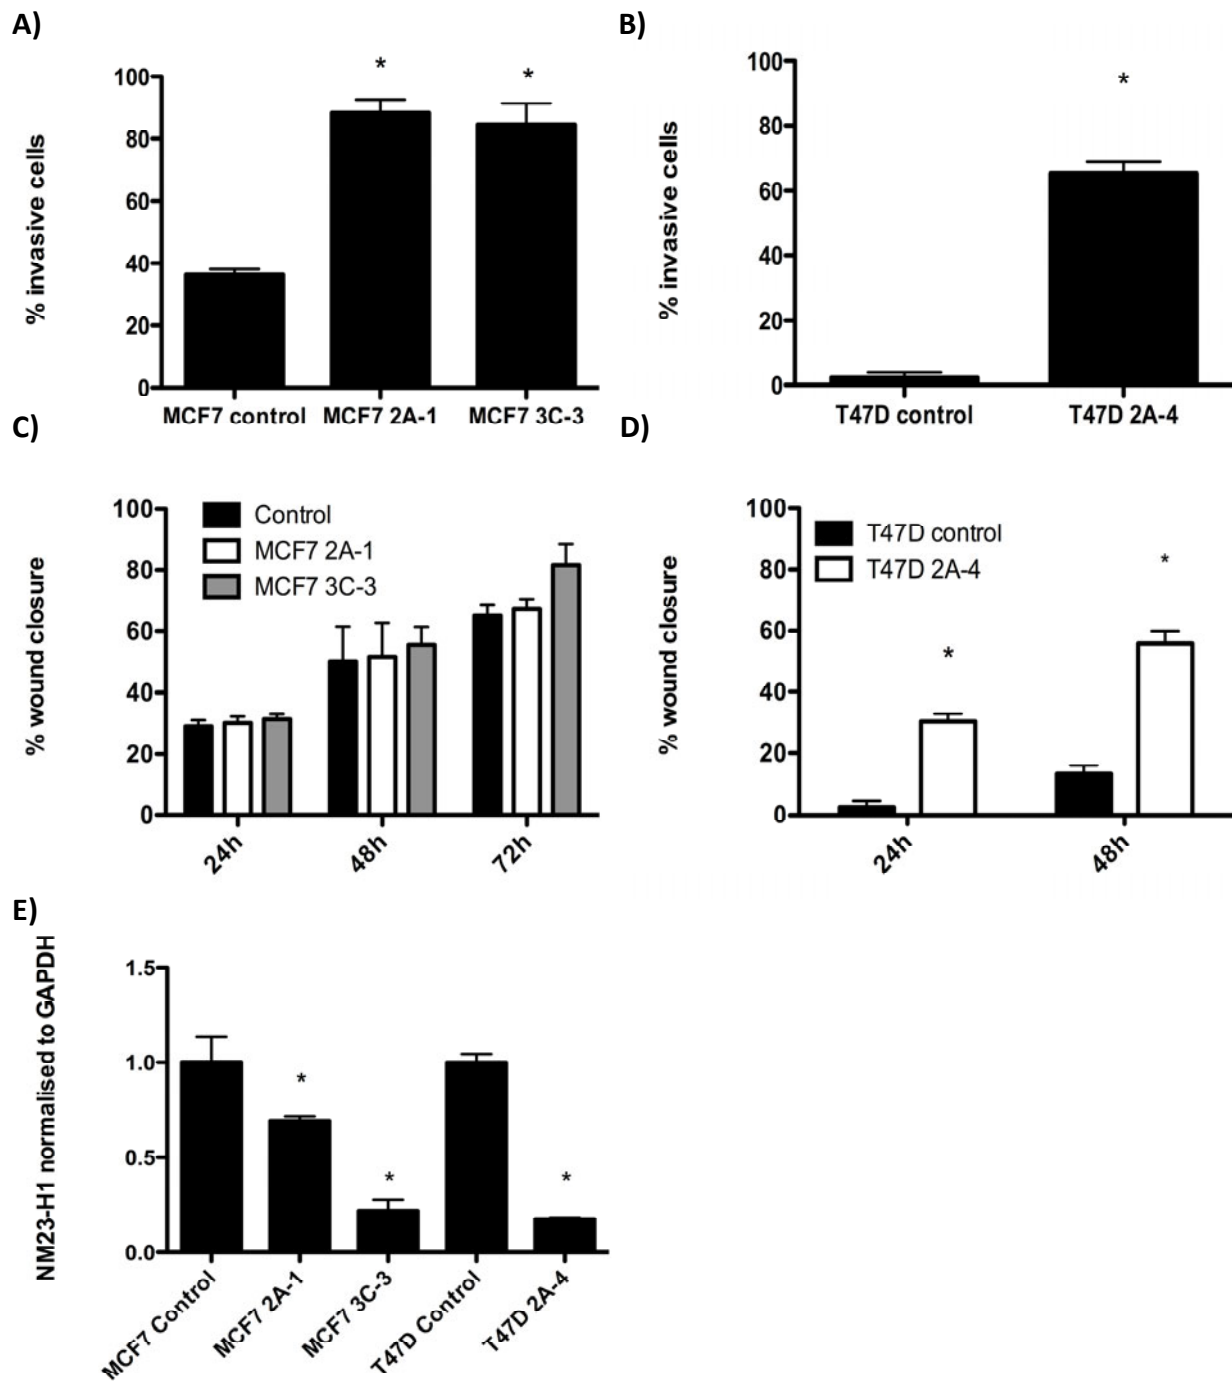 A)
B)
*
*
100
80
60
40
20
0
% invasive cells
MCF7 control
MCF7 2A-1
MCF7 3C-3
*
100
80
60
40
20
0
% invasive cells
T47D control
T47D 2A-4
C)
D)
100
80
60
40
20
0
% wound closure
Control
MCF7 2A-1
MCF7 3C-3
24h
48h
72h
100
80
60
40
20
0
% wound closure
T47D control
T47D 2A-4
*
*
24h
48h
E)
NM23-H1 normalised to GAPDH
1.5
1.0
0.5
0.0
*
*
*
MCF7 Control
MCF7 2A-1
MCF7 3C-3
T47D Control
T47D 2A-4